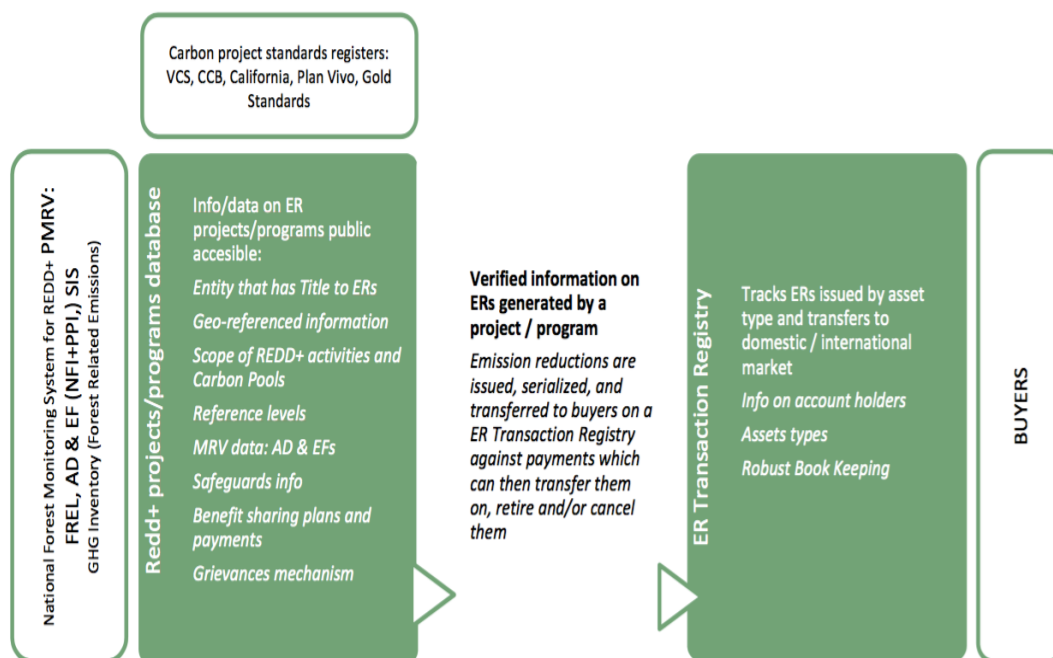 Carbon project standards registers:
VCS, CCB, California, Plan Vivo, Gold
Standards
National Forest Monitoring System for REDD+ PMRV:
FREL, AD & EF (NFI+PPI,) SIS
GHG Inventory (Forest Related Emissions)
Redd+ projects/programs database
Info/data on ER
projects/programs public
accesible:
Entity that has Title to ERs
Geo-referenced information
Scope of REDD+ activities and
Carbon Pools
Reference levels
MRV data: AD & EFs
Safeguards info
Benefit sharing plans and
payments
Grievances mechanism
Verified information on
ERs generated by a
project / program
Emission reductions are
issued, serialized, and
transferred to buyers on a
ER Transaction Registry
against payments which
can then transfer them
on, retire and/or cancel
them
ER Transaction Registry
Tracks ERs issued by asset
type and transfers to
domestic / international
market
Info on account holders
Assets types
Robust Book Keeping
BUYERS